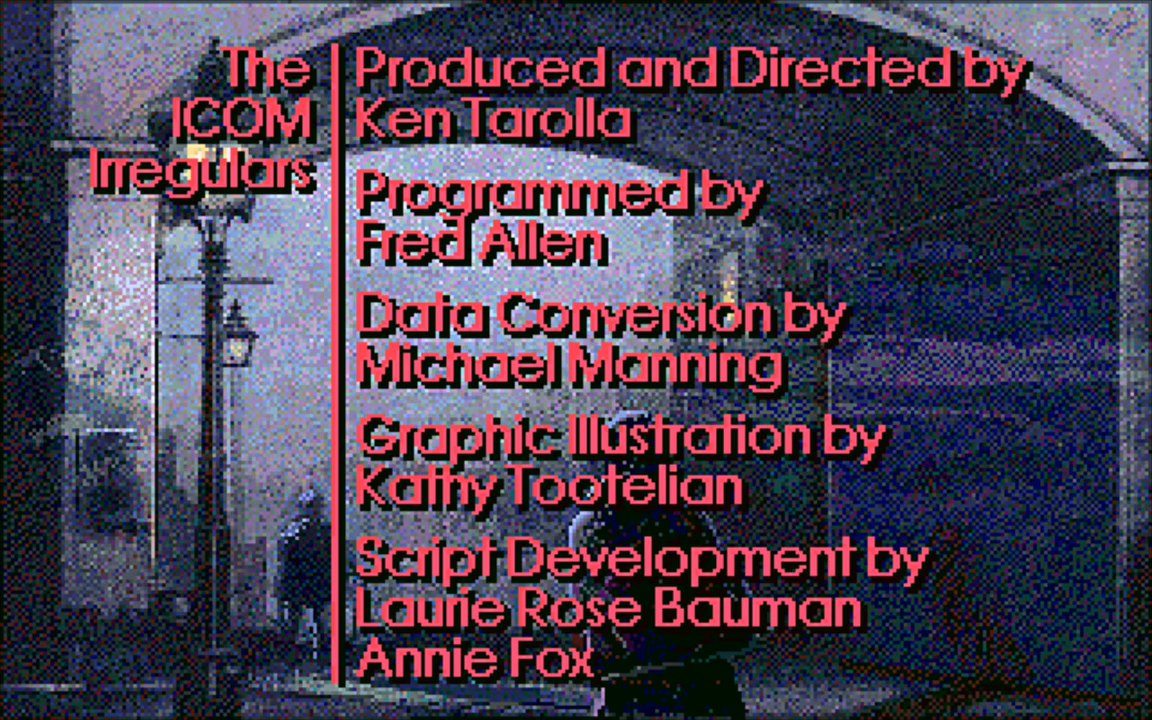 The
ICOM
Irregulars
Produced and Directed by
Ken Tarolla
Programmed by
Fred Allen
Data Conversion by
Michael Manning
Graphic Illustration by
Kathy Tootelian
Script Development by
Laurie Rose Bauman
Annie Fox